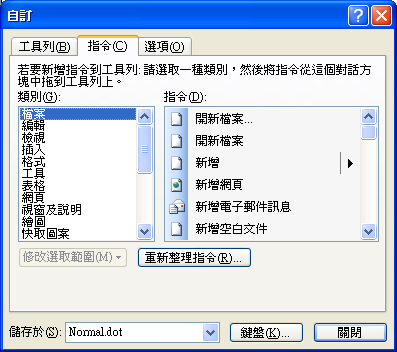 自訂
工具列(B) 指令(C) 選項(O)
若要新增指令到工具列: 請選取一種類別，然後將指令從這個對話方
塊中拖到工具列上。
類別(G):
檔案
編輯
檢視
插入
格式
工具
表格
網頁
視窗及說明
繪圖
快取圖案
指令(D):
開新檔案...
開新檔案
新增
新增網頁
新增電子郵件訊息
新增空白文件
修改選取範圍(M)
重新整理指令(R)...
儲存於(S): Normal.dot
鍵盤(K)...
關閉